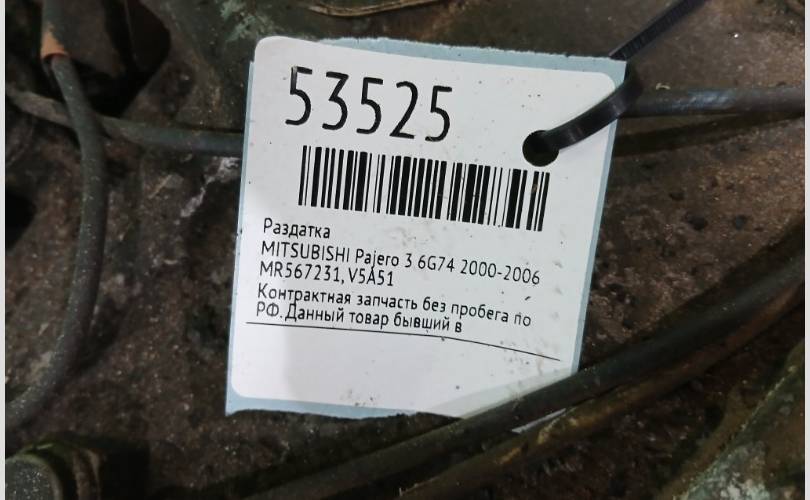 53525
Раздатка
MITSUBISHI Pajero 3 6G74 2000-2006
MR567231, V5A51
Контрактная запчасть без пробега по
РФ. Данный товар бывший в